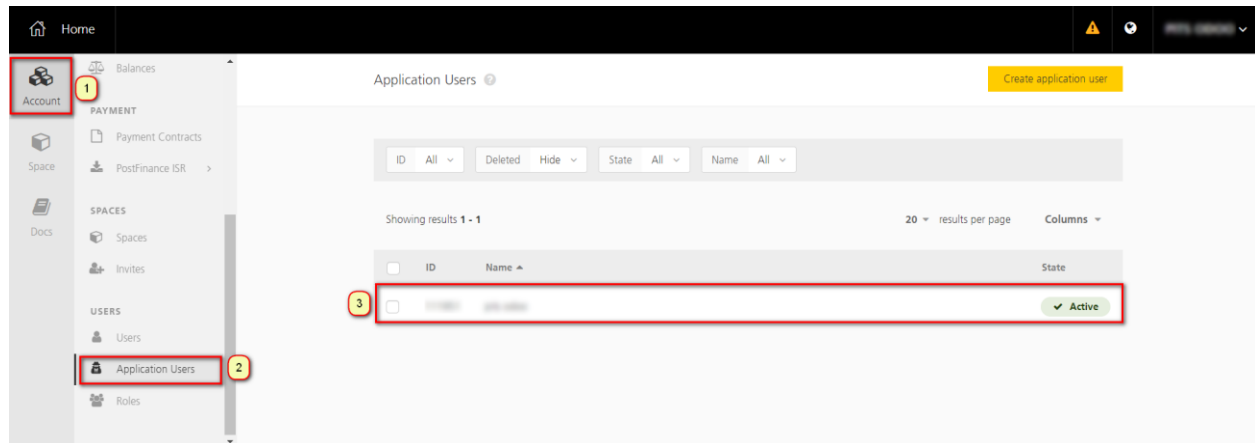 Home
Account
1
Space
Docs
Balances
PAYMENT
Payment Contracts
PostFinance ISR >
SPACES
Spaces
Invites
USERS
Users
Application Users
2
Roles
Application Users ?
Create application user
ID All
Deleted Hide
State All
Name All
Showing results 1 - 1
20 results per page
Columns
ID Name State
3
Active